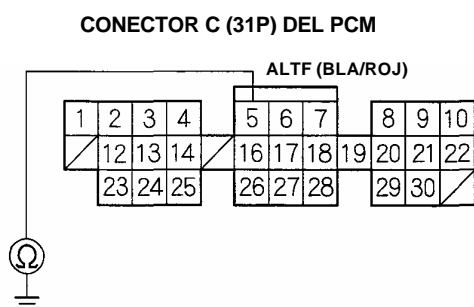 CONECTOR C (31P) DEL PCM
ALTF (BLA/ROJ)
1 2 3 4 5 6 7 8 9 10
12 13 14 16 17 18 19 20 21 22
23 24 25 26 27 28 29 30
Ω